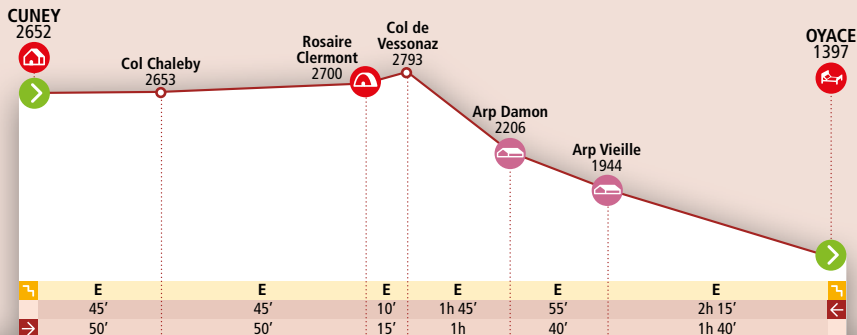 CUNEY
2652
Col Chaleby
2653
Rosaire
Clermont
2700
Col de
Vessonaz
2793
Arp Damon
2206
Arp Vieille
1944
OYACE
1397
E E E E E E
45’ 45’ 10’ 1h 45’ 55’ 2h 15’
50’ 50’ 15’ 1h 40’ 1h 40’